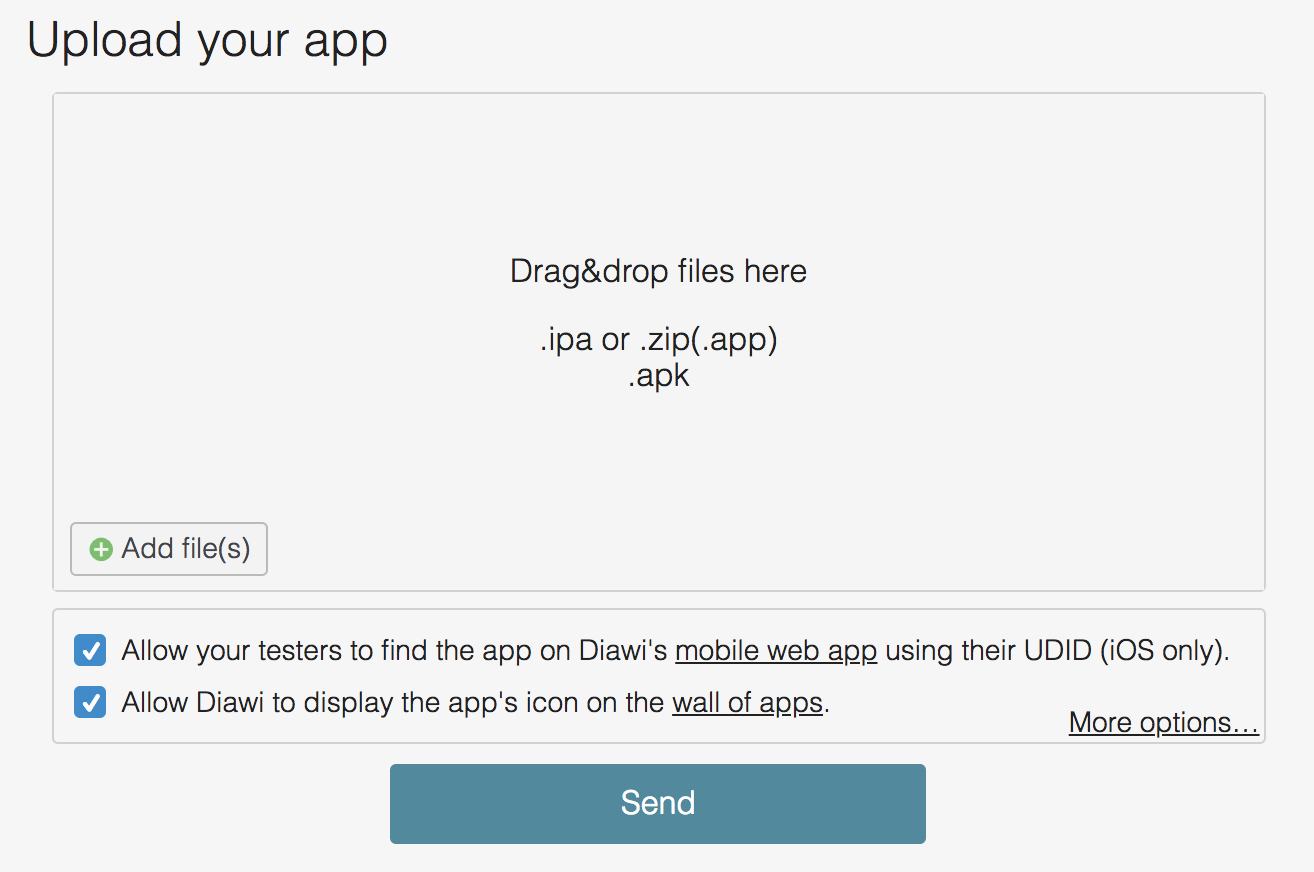 Upload your app
Drag&drop files here
.ipa or .zip(.app)
.apk
Add file(s)
Allow your testers to find the app on Diawi's mobile web app using their UDID (iOS only).
Allow Diawi to display the app's icon on the wall of apps.
More options…
Send